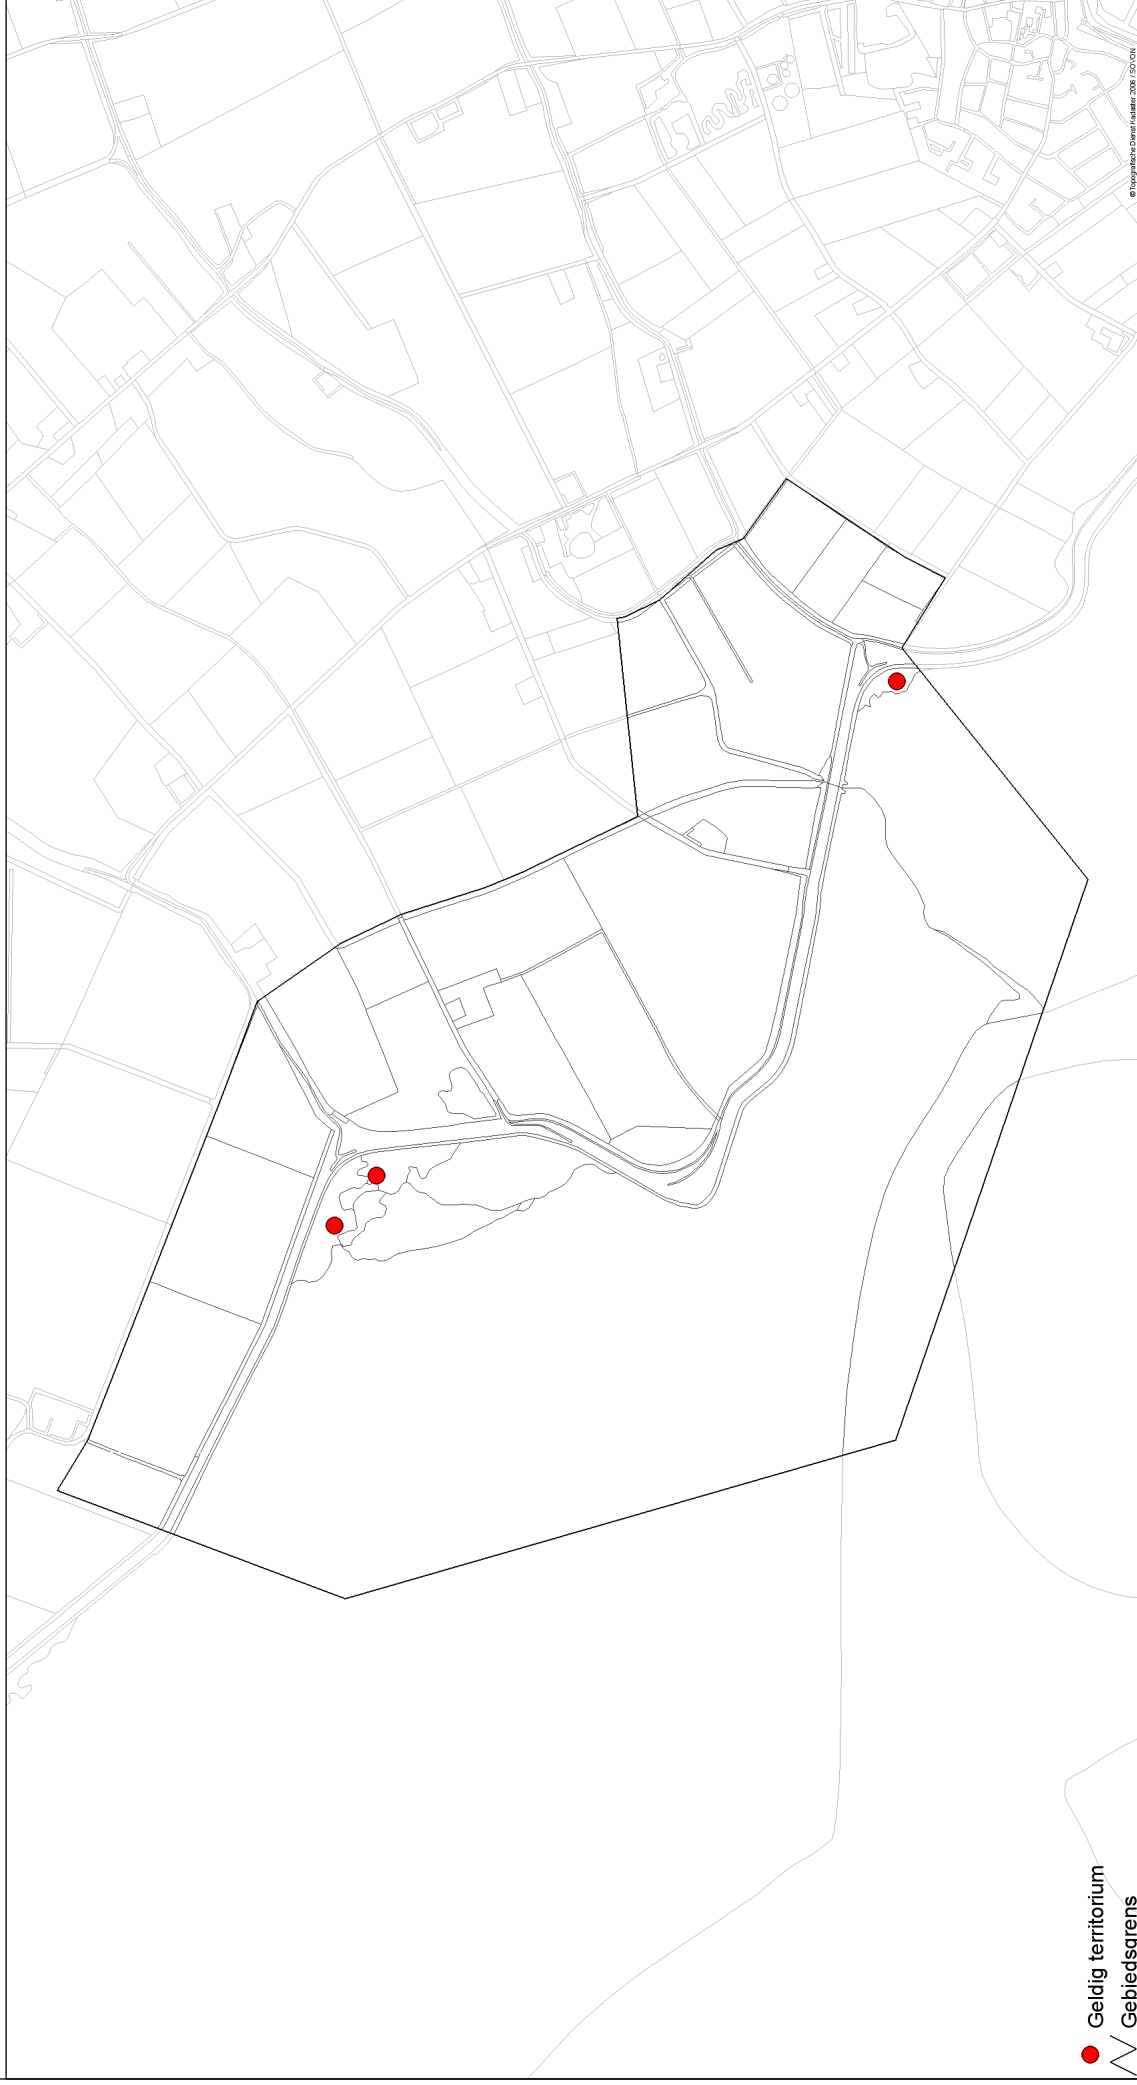 © Topografische Dienst Kadaster 2006 / SOVON
Geldig territorium
Gebiedsgrens